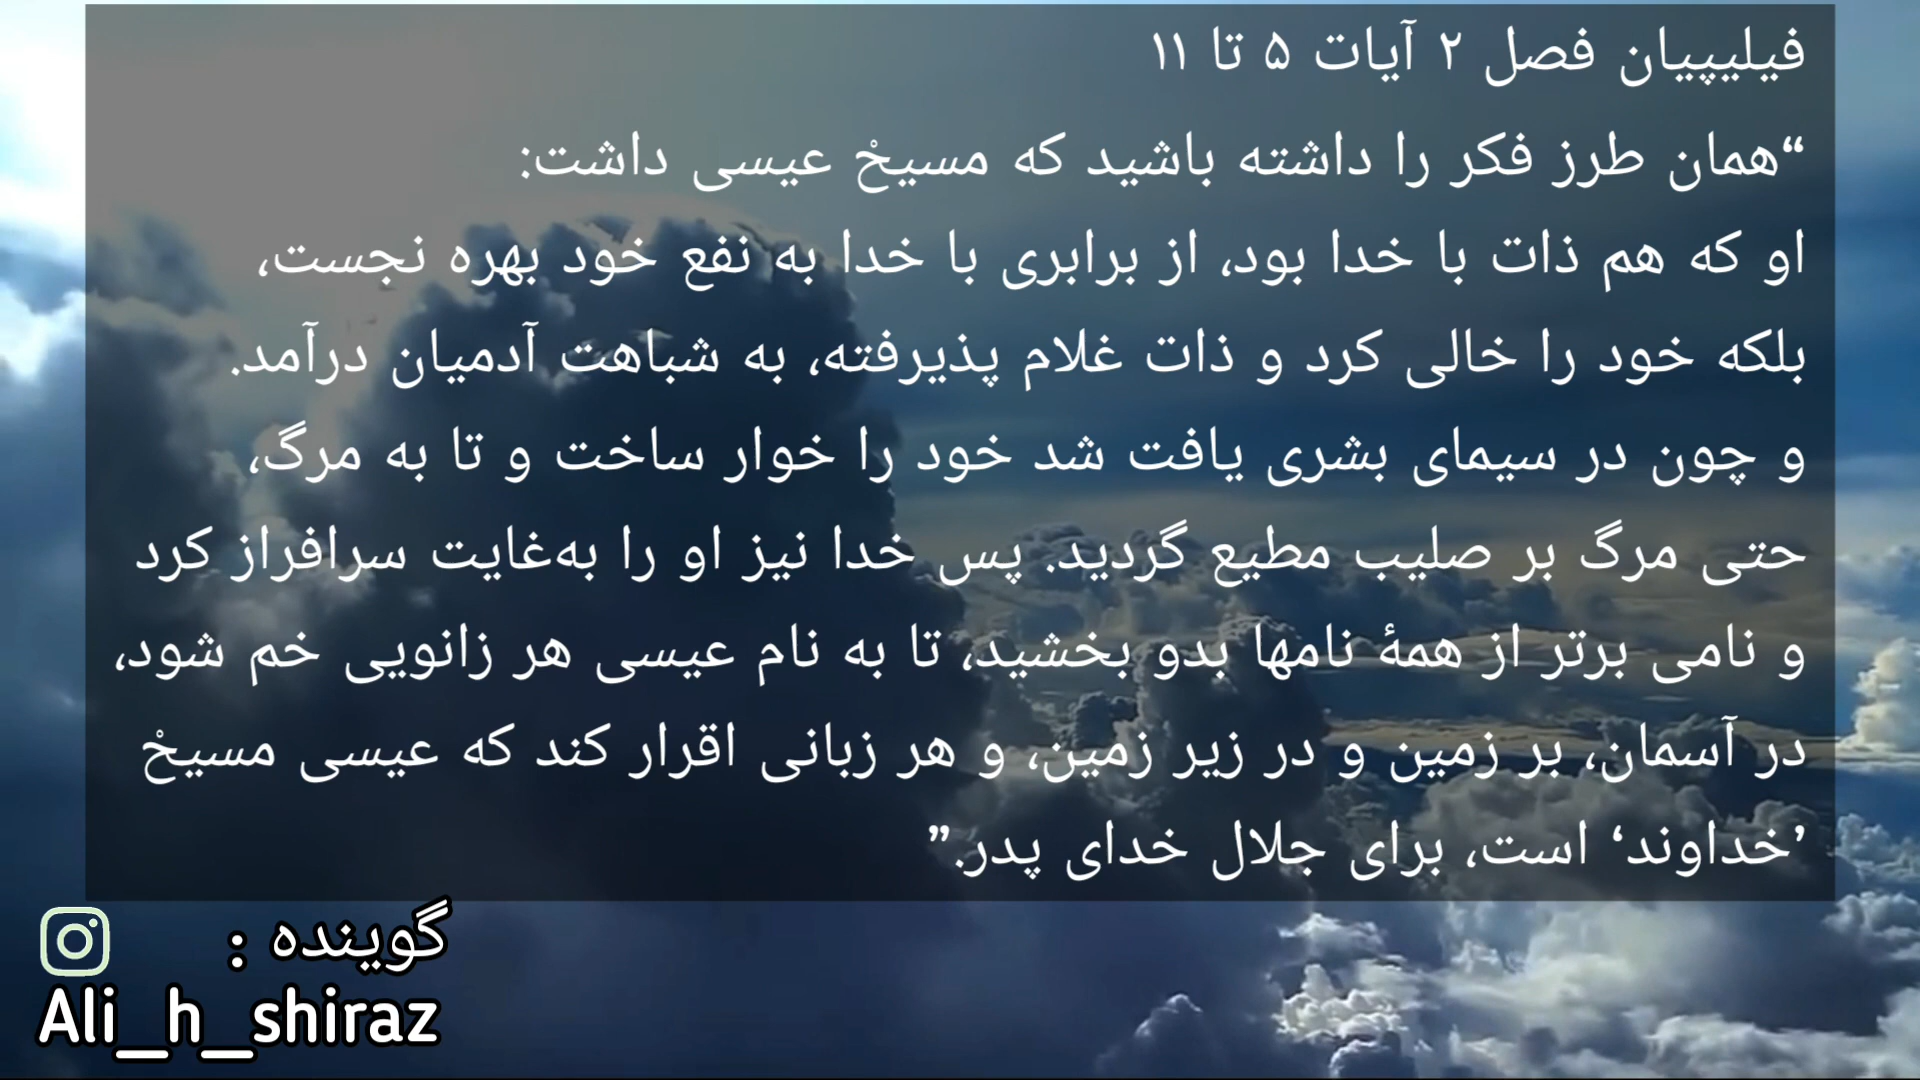 فیلیپیان فصل ۲ آیات ۵ تا ۱۱
“همان طرز فکر را داشته باشید که مسیحْ عیسی داشت:
او که هم ذات با خدا بود، از برابری با خدا به نفع خود بهره نجست،
بلکه خود را خالی کرد و ذات غلام پذیرفته، به شباهت آدمیان درآمد.
و چون در سیمای بشری یافت شد خود را خوار ساخت و تا به مرگ،
حتی مرگ بر صلیب مطیع گردید. پس خدا نیز او را به‌غایت سرافراز کرد
و نامی برتر از همهٔ نامها بدو بخشید، تا به نام عیسی هر زانویی خم شود،
در آسمان، بر زمین و در زیر زمین، و هر زبانی اقرار کند که عیسی مسیحْ
’خداوند‘ است، برای جلال خدای پدر.”
گوینده :
Ali_h_shiraz